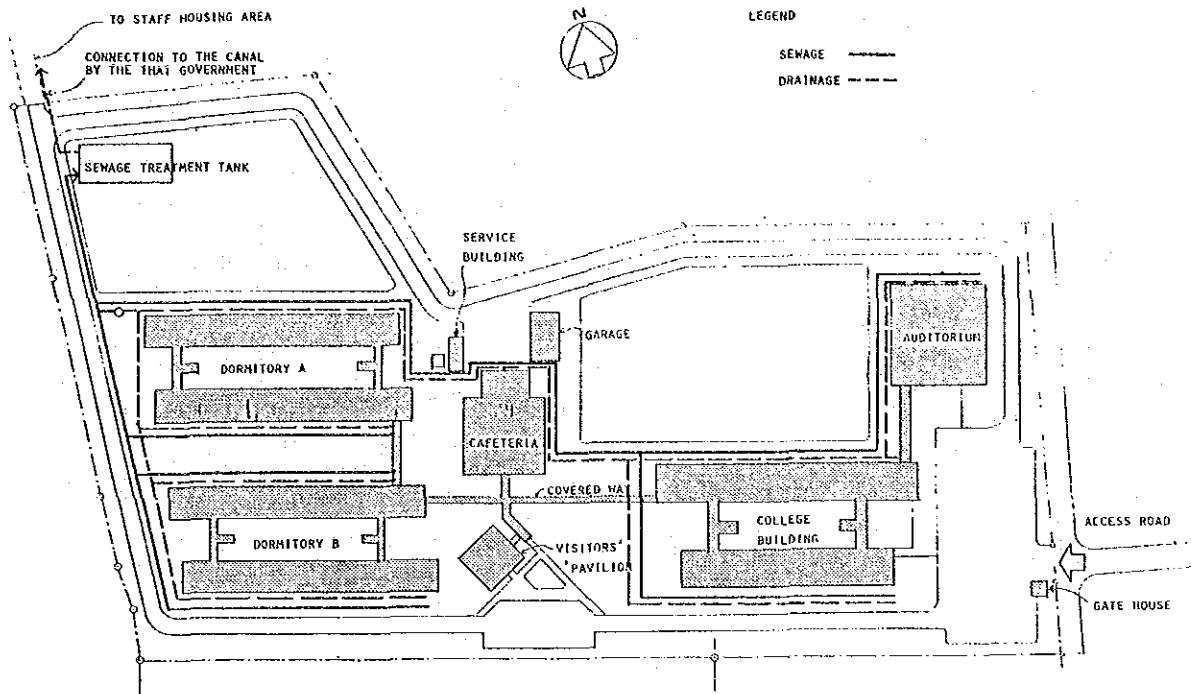 TO STAFF HOUSING AREA
CONNECTION TO THE CANAL
BY THE THAI GOVERNMENT
N
LEGEND
SEWAGE
DRAINAGE
SEWAGE TREATMENT TANK
SERVICE
BUILDING
GARAGE
AUDITORIUM
DORMITORY A
CAFETERIA
COVERED WA
COLLEGE
BUILDING
ACCESS ROAD
DORMITORY B
VISITORS'
PAVILION
GATE HOUSE